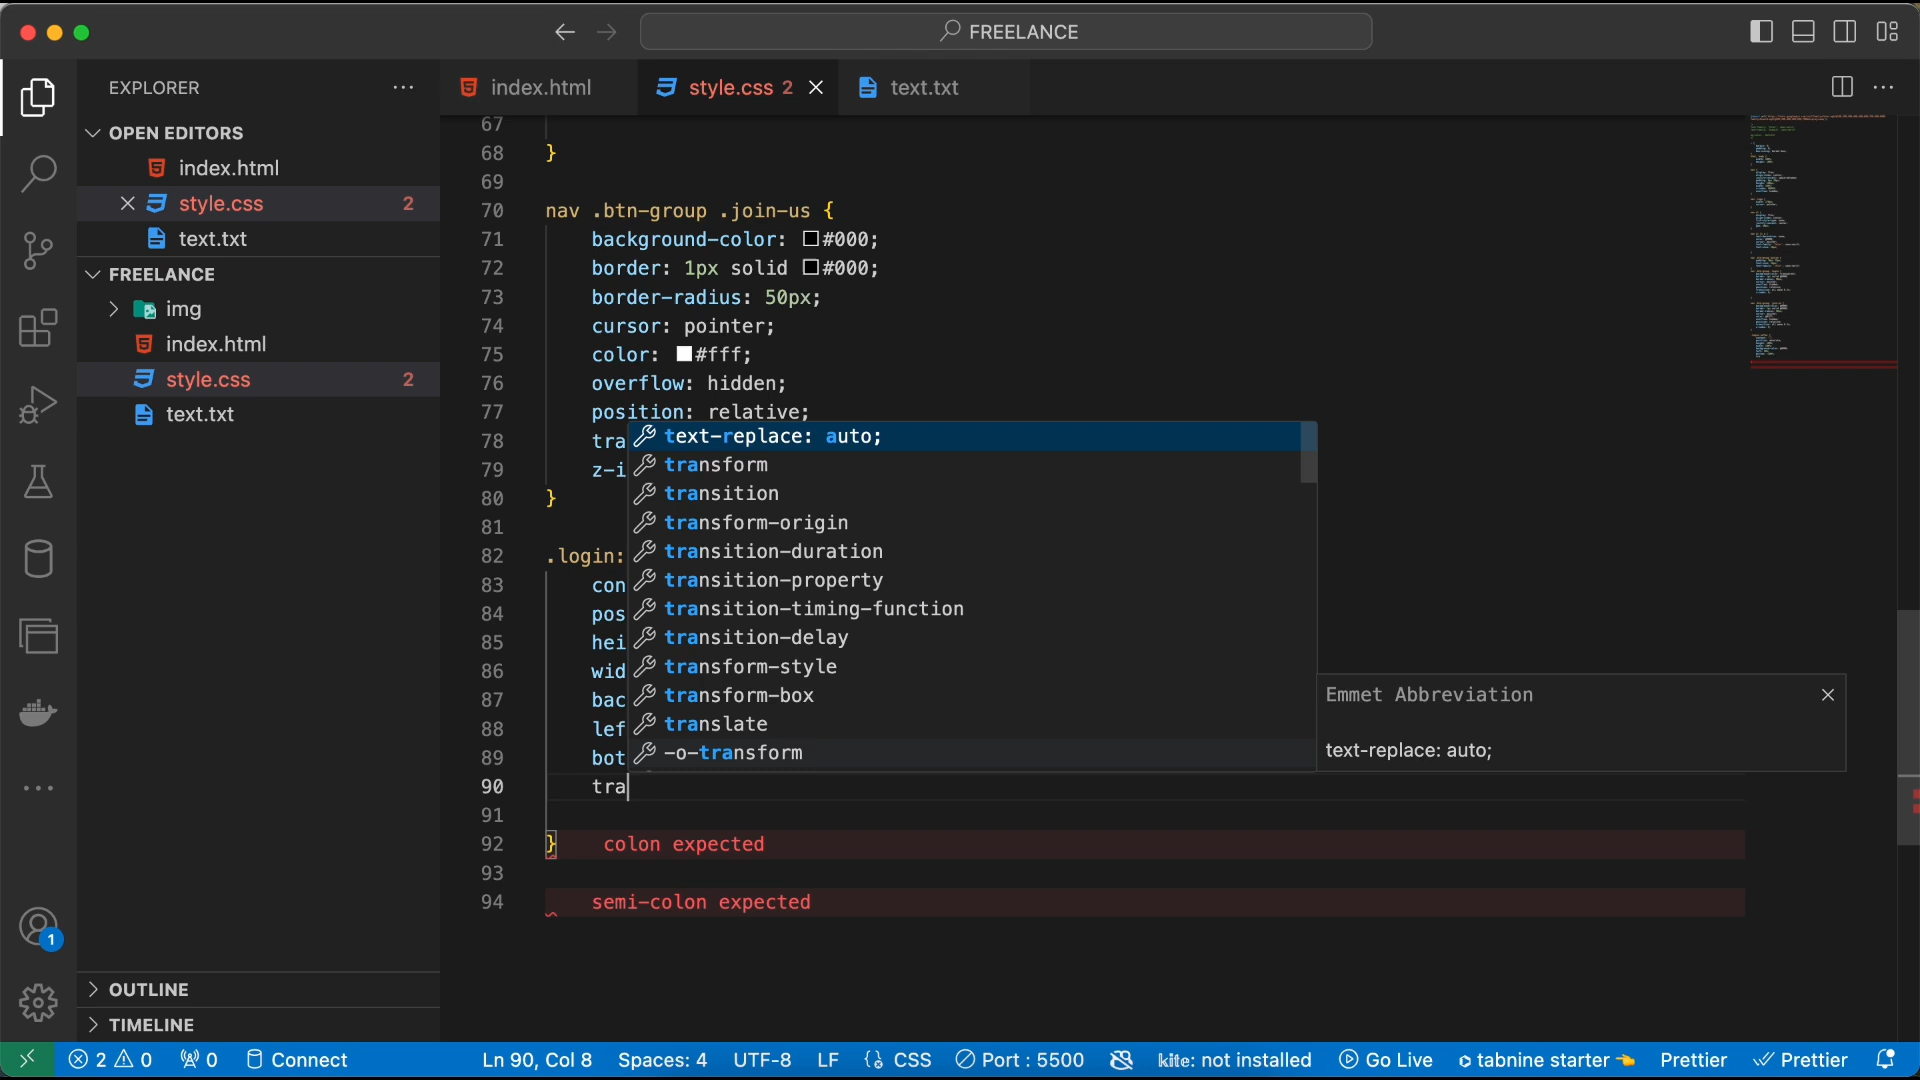 FREELANCE
EXPLORER
index.html
style.css 2
text.txt
OPEN EDITORS
index.html
style.css 2
text.txt
FREELANCE
img
index.html
style.css 2
text.txt
OUTLINE
TIMELINE
67
68 }
69
70 nav .btn-group .join-us {
71 background-color: #000;
72 border: 1px solid #000;
73 border-radius: 50px;
74 cursor: pointer;
75 color: #fff;
76 overflow: hidden;
77 position: relative;
78 tra
79 z-i
80 }
81
82 .login:
83 con
84 pos
85 hei
86 wid
87 bac
88 lef
89 bot
90 tra
91
92 } colon expected
93
94 semi-colon expected
text-replace: auto;
transform
transition
transform-origin
transition-duration
transition-property
transition-timing-function
transition-delay
transform-style
transform-box
translate
-o-transform
Emmet Abbreviation
text-replace: auto;
1
2 0 0 Connect Ln 90, Col 8 Spaces: 4 UTF-8 LF CSS Port : 5500 kite: not installed Go Live tabnine starter Prettier Prettier